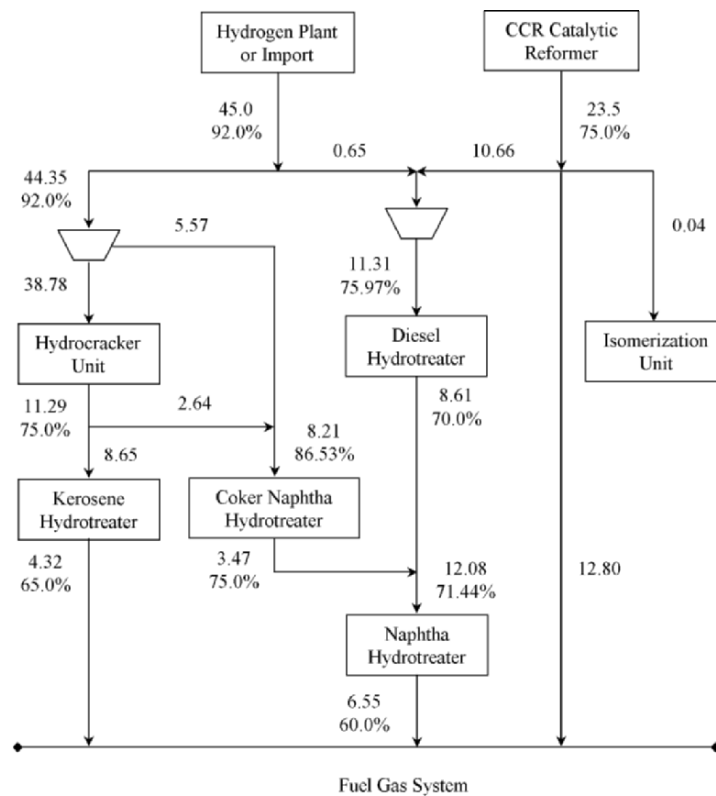 Hydrogen Plant
or Import
CCR Catalytic
Reformer
45.0
92.0%
23.5
75.0%
0.65
10.66
44.35
92.0%
5.57
0.04
38.78
11.31
75.97%
Hydrocracker
Unit
Diesel
Hydrotreater
Isomerization
Unit
11.29
75.0%
2.64
8.61
70.0%
8.65
8.21
86.53%
Kerosene
Hydrotreater
Coker Naphtha
Hydrotreater
4.32
65.0%
3.47
75.0%
12.08
71.44%
12.80
Naphtha
Hydrotreater
6.55
60.0%
Fuel Gas System